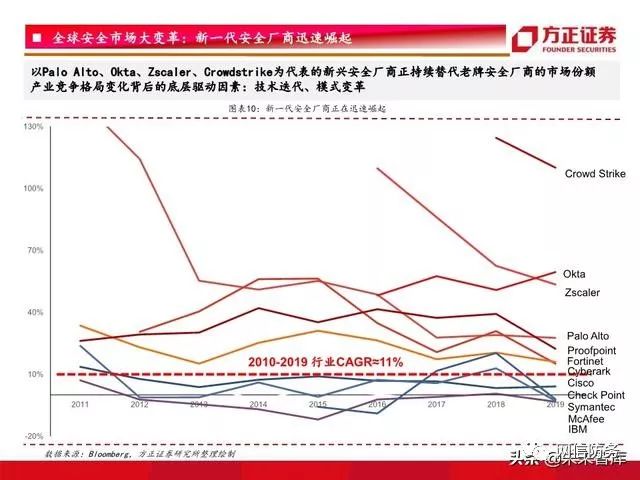 全球安全市场大变革：新一代安全厂商迅速崛起
方正证券
FOUNDER SECURITIES
以Palo Alto、Okta、Zscaler、Crowdstrike为代表的新兴安全厂商正持续替代老牌安全厂商的市场份额
产业竞争格局变化背后的底层驱动因素：技术迭代、模式变革
图表10：新一代安全厂商正在迅速崛起
130%
100%
70%
40%
10%
-20%
2010-2019 行业CAGR≈11%
2011
2012
2013
2014
2015
2016
2017
2018
2019
Crowd Strike
Okta
Zscaler
Palo Alto
Proofpoint
Fortinet
Cyberark
Cisco
Check Point
Symantec
McAfee
IBM
数据来源：Bloomberg，方正证券研究所整理绘制
网信防务
头条
未来智库